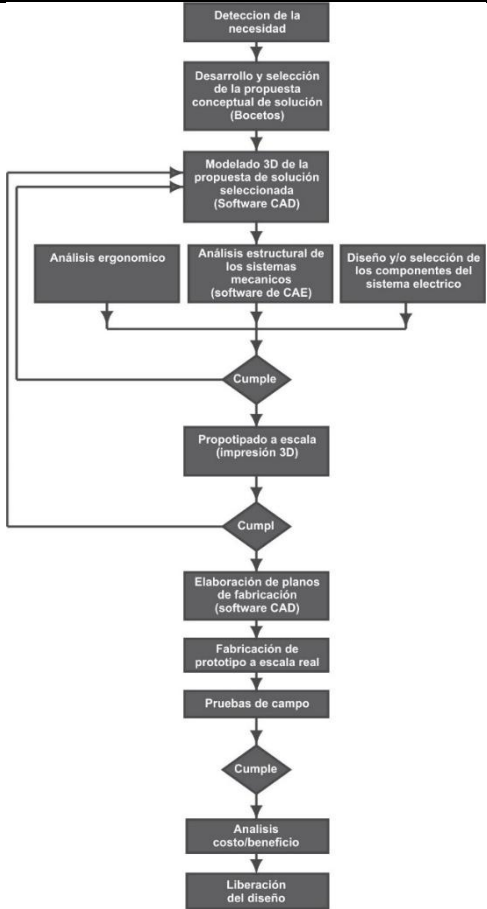 Deteccion de la
necesidad
Desarrollo y selección
de la propuesta
conceptual de solución
(Bocetos)
Modelado 3D de la
propuesta de solución
seleccionada
(Software CAD)
Análisis ergonomico
Análisis estructural de
los sistemas
mecanicos
(software de CAE)
Diseño y/o selección de
los componentes del
sistema electrico
Cumple
Propotipado a escala
(impresión 3D)
Cumpl
Elaboración de planos
de fabricación
(software CAD)
Fabricación de
prototipo a escala real
Pruebas de campo
Cumple
Analisis
costo/beneficio
Liberación
del diseño